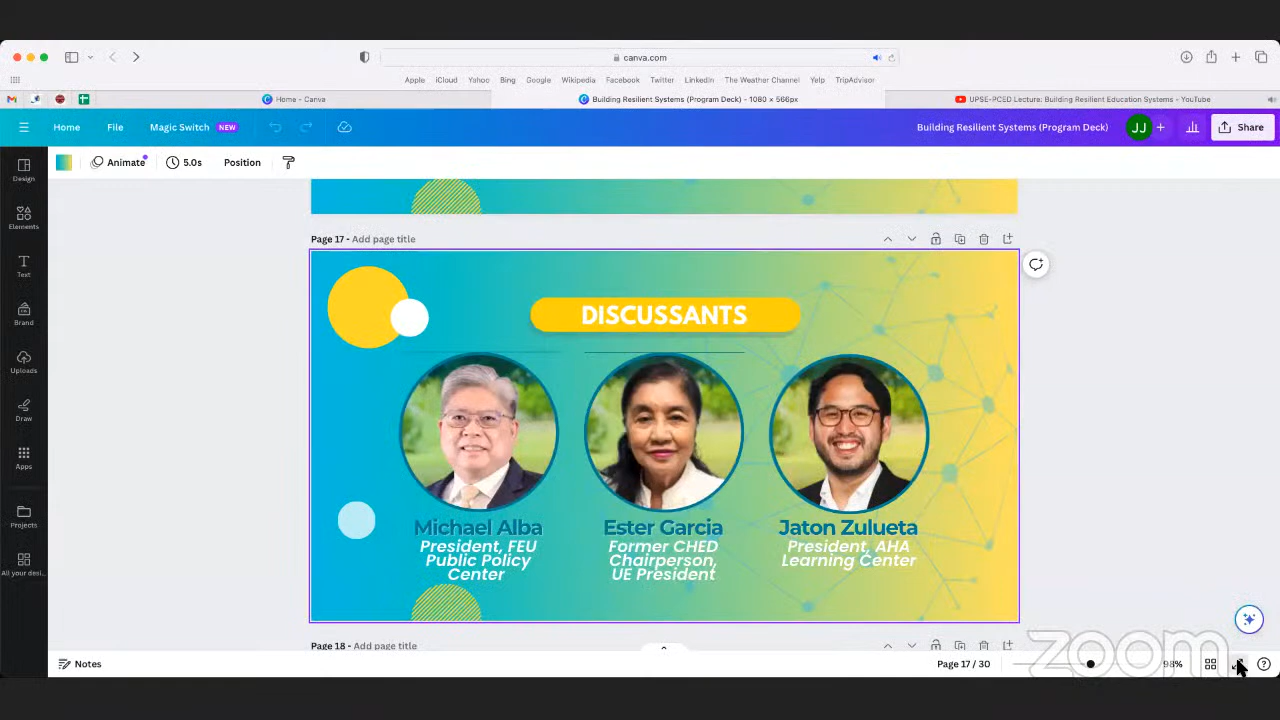 canva.com
Apple iCloud Yahoo Bing Google Wikipedia Facebook Twitter LinkedIn The Weather Channel Yelp TripAdvisor
Home - Canva
Building Resilient Systems (Program Deck) - 1080 × 566px
UPSE-PCED Lecture: Building Resilient Education Systems - YouTube
Home File Magic Switch NEW
Building Resilient Systems (Program Deck) JJ Share
Animate 5.0s Position
Design
Elements
Text
Brand
Uploads
Draw
Apps
Projects
All your desi...
Page 17 - Add page title
DISCUSSANTS
Michael Alba
President, FEU
Public Policy
Center
Ester Garcia
Former CHED
Chairperson,
UE President
Jaton Zulueta
President, AHA
Learning Center
Page 18 - Add page title
Notes
Page 17 / 30
98%
zoom